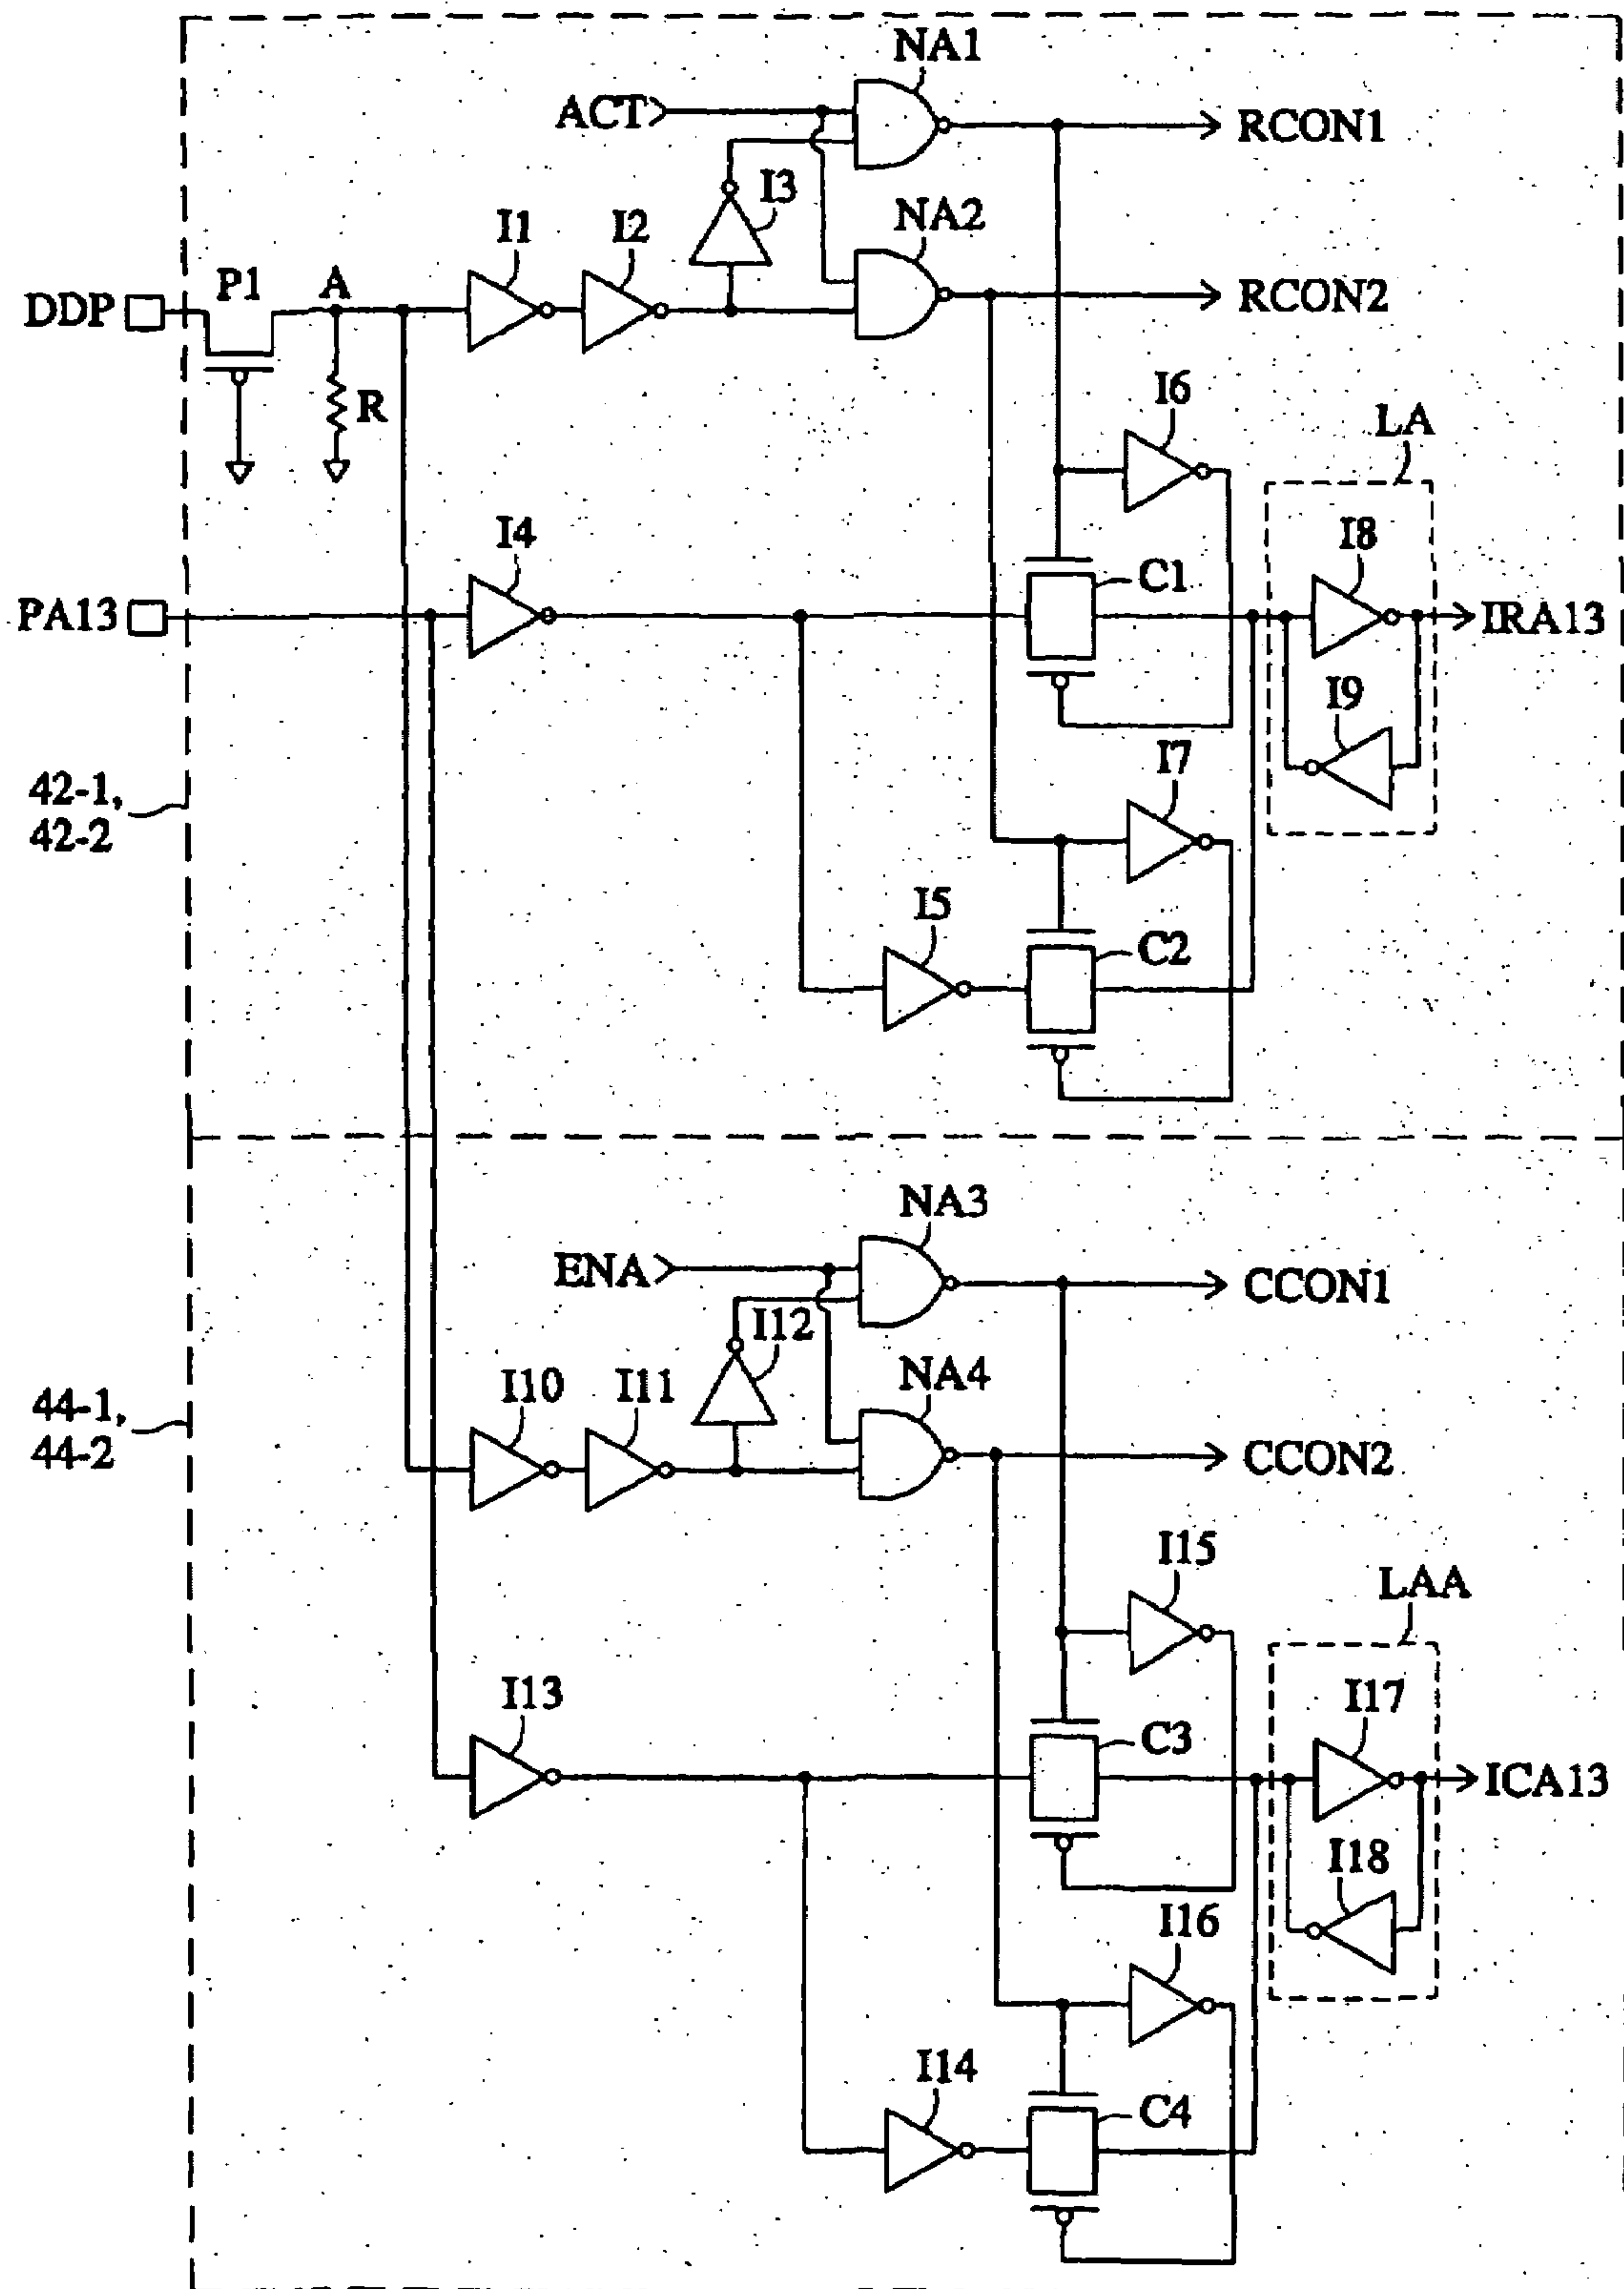 NA1
ACT
RCON1
I3
NA2
I1
I2
P1
A
DDP
RCON2
R
I6
LA
I4
I8
C1
PA13
IRA13
I9
I7
42-1,
42-2
I5
C2
NA3
ENA
CCON1
I12
NA4
I10
I11
44-1,
44-2
CCON2
I15
LAA
I13
I17
C3
ICA13
I18
I16
I14
C4